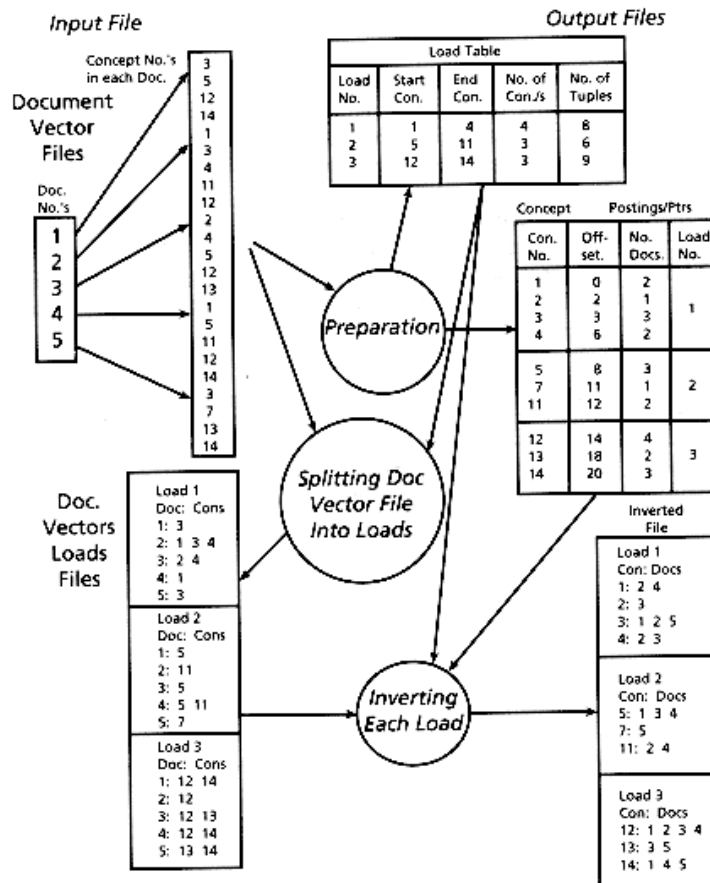 Input File
Output Files
Concept No.'s
in each Doc.
Document
Vector
Files
Doc.
No.'s
1
2
3
4
5
3
5
12
14
1
3
4
11
12
2
4
5
12
13
1
5
11
12
14
3
7
13
14
Load Table
Load No. Start Con. End Con. No. of Con./s No. of Tuples
1 1 4 4 8
2 5 11 3 6
3 12 14 3 9
Concept Postings/Ptrs
Con. No. Off-set. No. Docs. Load No.
1 0 2
2 2 1
3 3 3
4 6 2
1
5 8 3
7 11 1
11 12 2
2
12 14 4
13 18 2
14 20 3
3
Preparation
Splitting Doc
Vector File
Into Loads
Doc.
Vectors
Loads
Files
Load 1
Doc: Cons
1: 3
2: 1 3 4
3: 2 4
4: 1
5: 3
Load 2
Doc: Cons
1: 5
2: 11
3: 5
4: 5 11
5: 7
Load 3
Doc: Cons
1: 12 14
2: 12
3: 12 13
4: 12 14
5: 13 14
Inverting
Each Load
Inverted
File
Load 1
Con: Docs
1: 2 4
2: 3
3: 1 2 5
4: 2 3
Load 2
Con: Docs
5: 1 3 4
7: 5
11: 2 4
Load 3
Con: Docs
12: 1 2 3 4
13: 3 5
14: 1 4 5